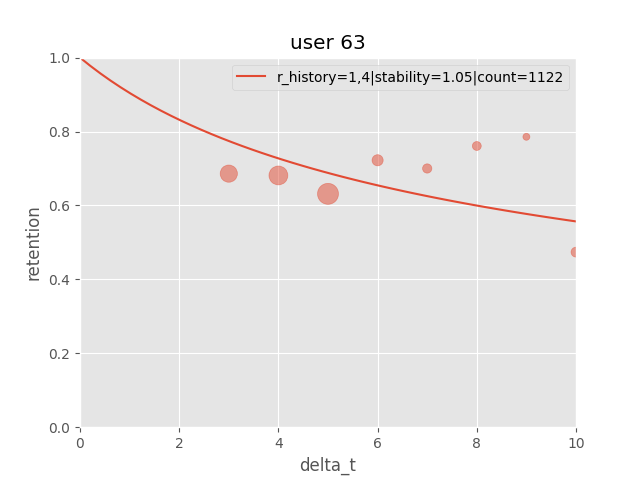 user 63
r_history=1,4|stability=1.05|count=1122
retention
1.0
0.8
0.6
0.4
0.2
0.0
0 2 4 6 8 10
delta_t